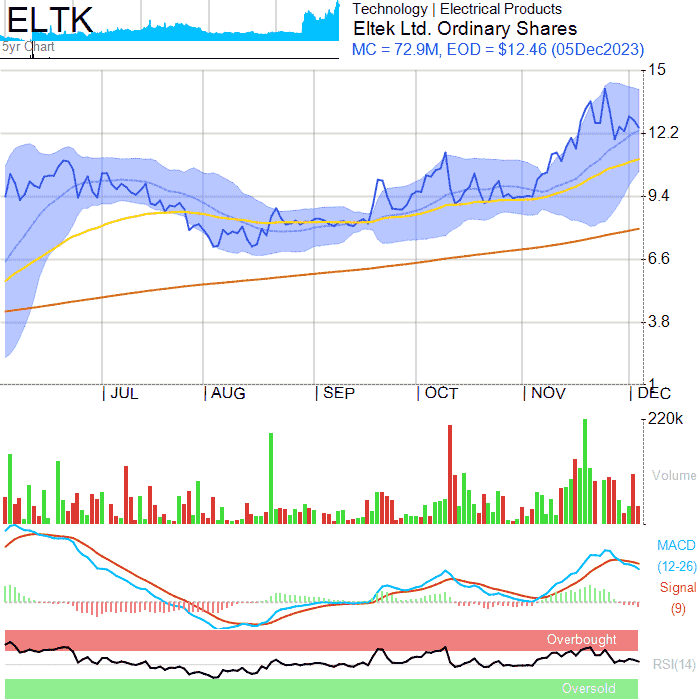 ELTK
5yr Chart
Technology | Electrical Products
Eltek Ltd. Ordinary Shares
MC = 72.9M, EOD = $12.46 (05Dec2023)
15
12.2
9.4
6.6
3.8
1
| JUL | AUG | SEP | OCT | NOV | DEC
220k
Volume
MACD
(12-26)
Signal
(9)
Overbought
RSI(14)
Oversold